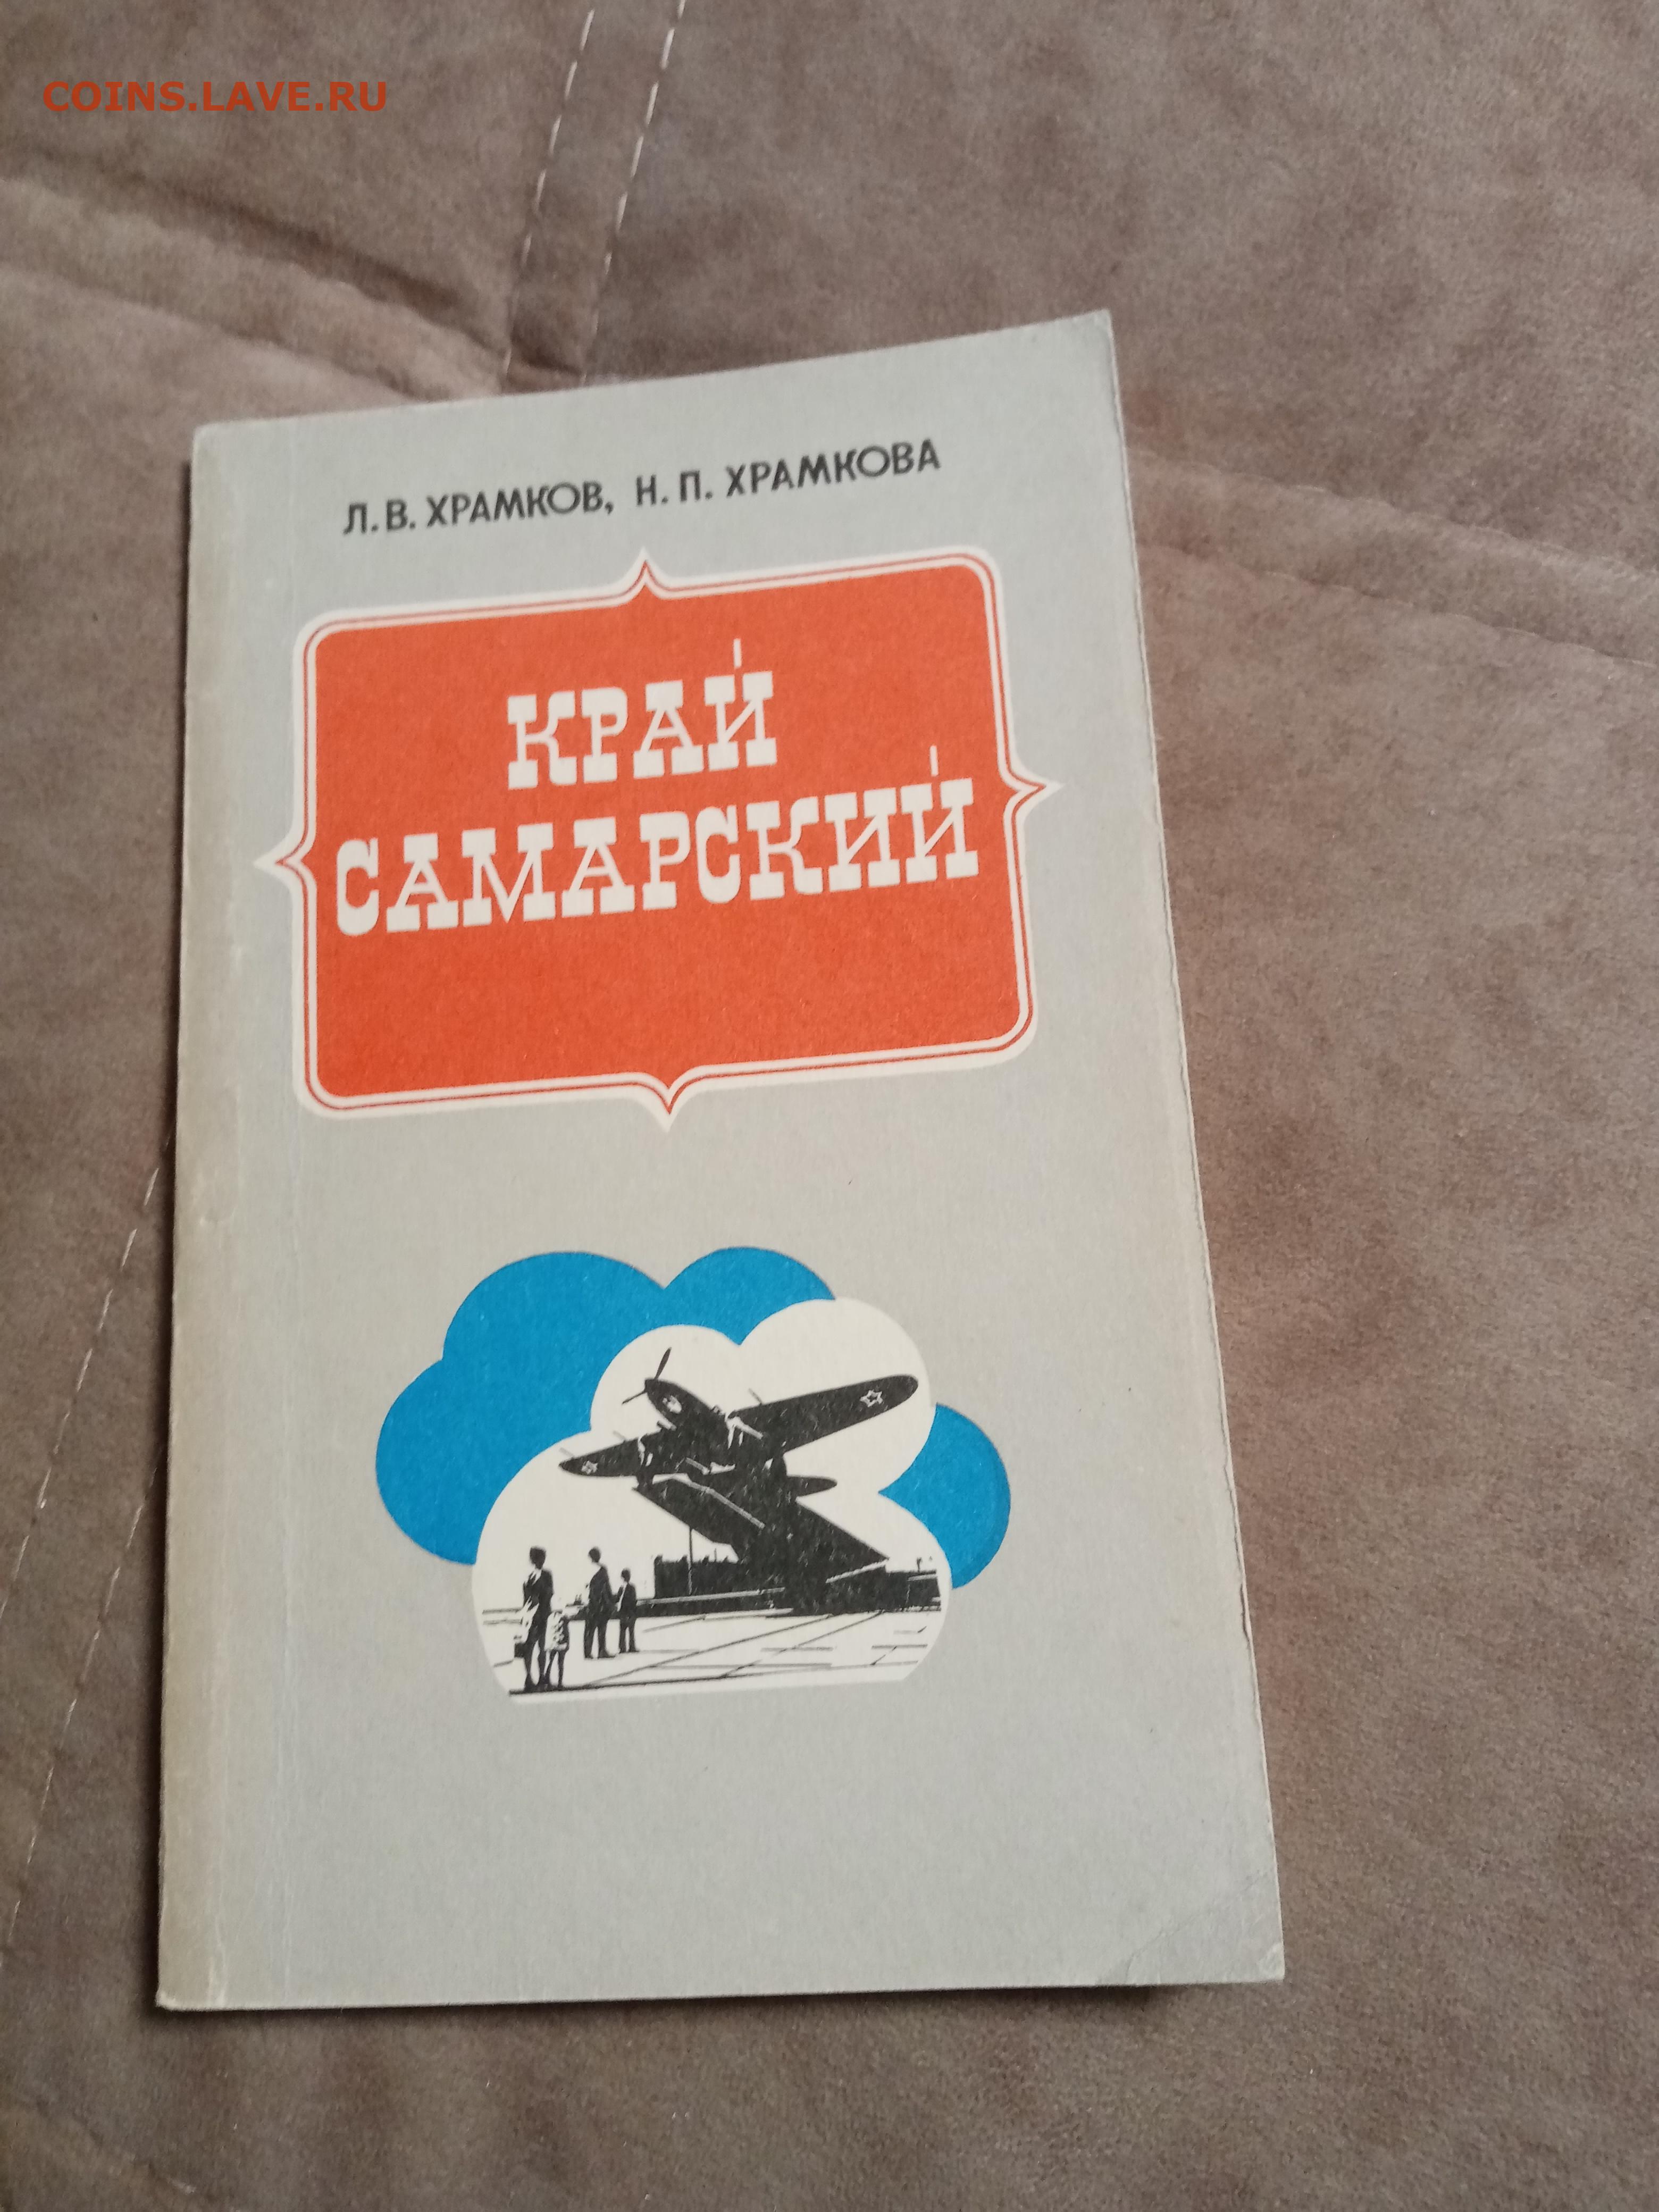 COINS.LAVE.RU
Л.В. ХРАМКОВ, Н.П. ХРАМКОВА
КРАЙ
САМАРСКИЙ